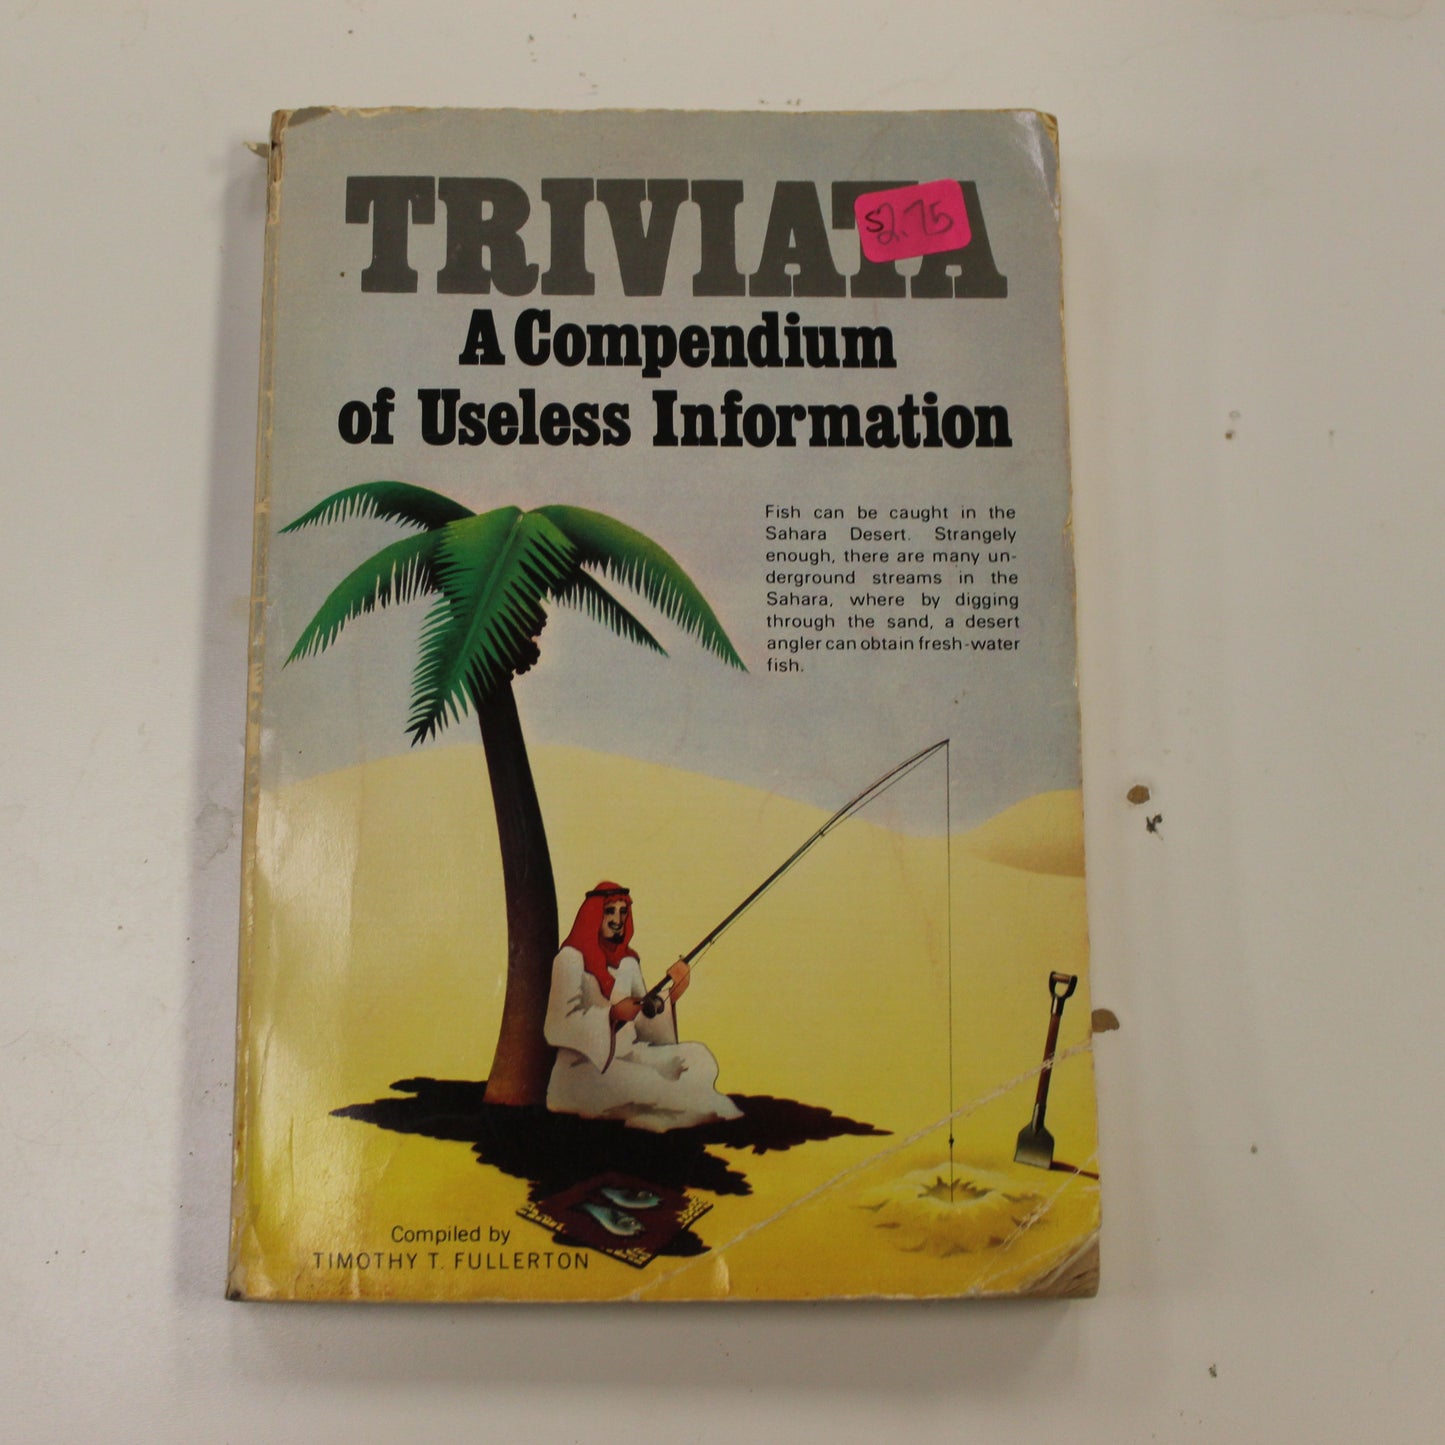 TRIVIATA
$2.75
A Compendium
of Useless Information
Fish can be caught in the
Sahara Desert. Strangely
enough, there are many un-
derground streams in the
Sahara, where by digging
through the sand, a desert
angler can obtain fresh-water
fish.
Compiled by
TIMOTHY T. FULLERTON